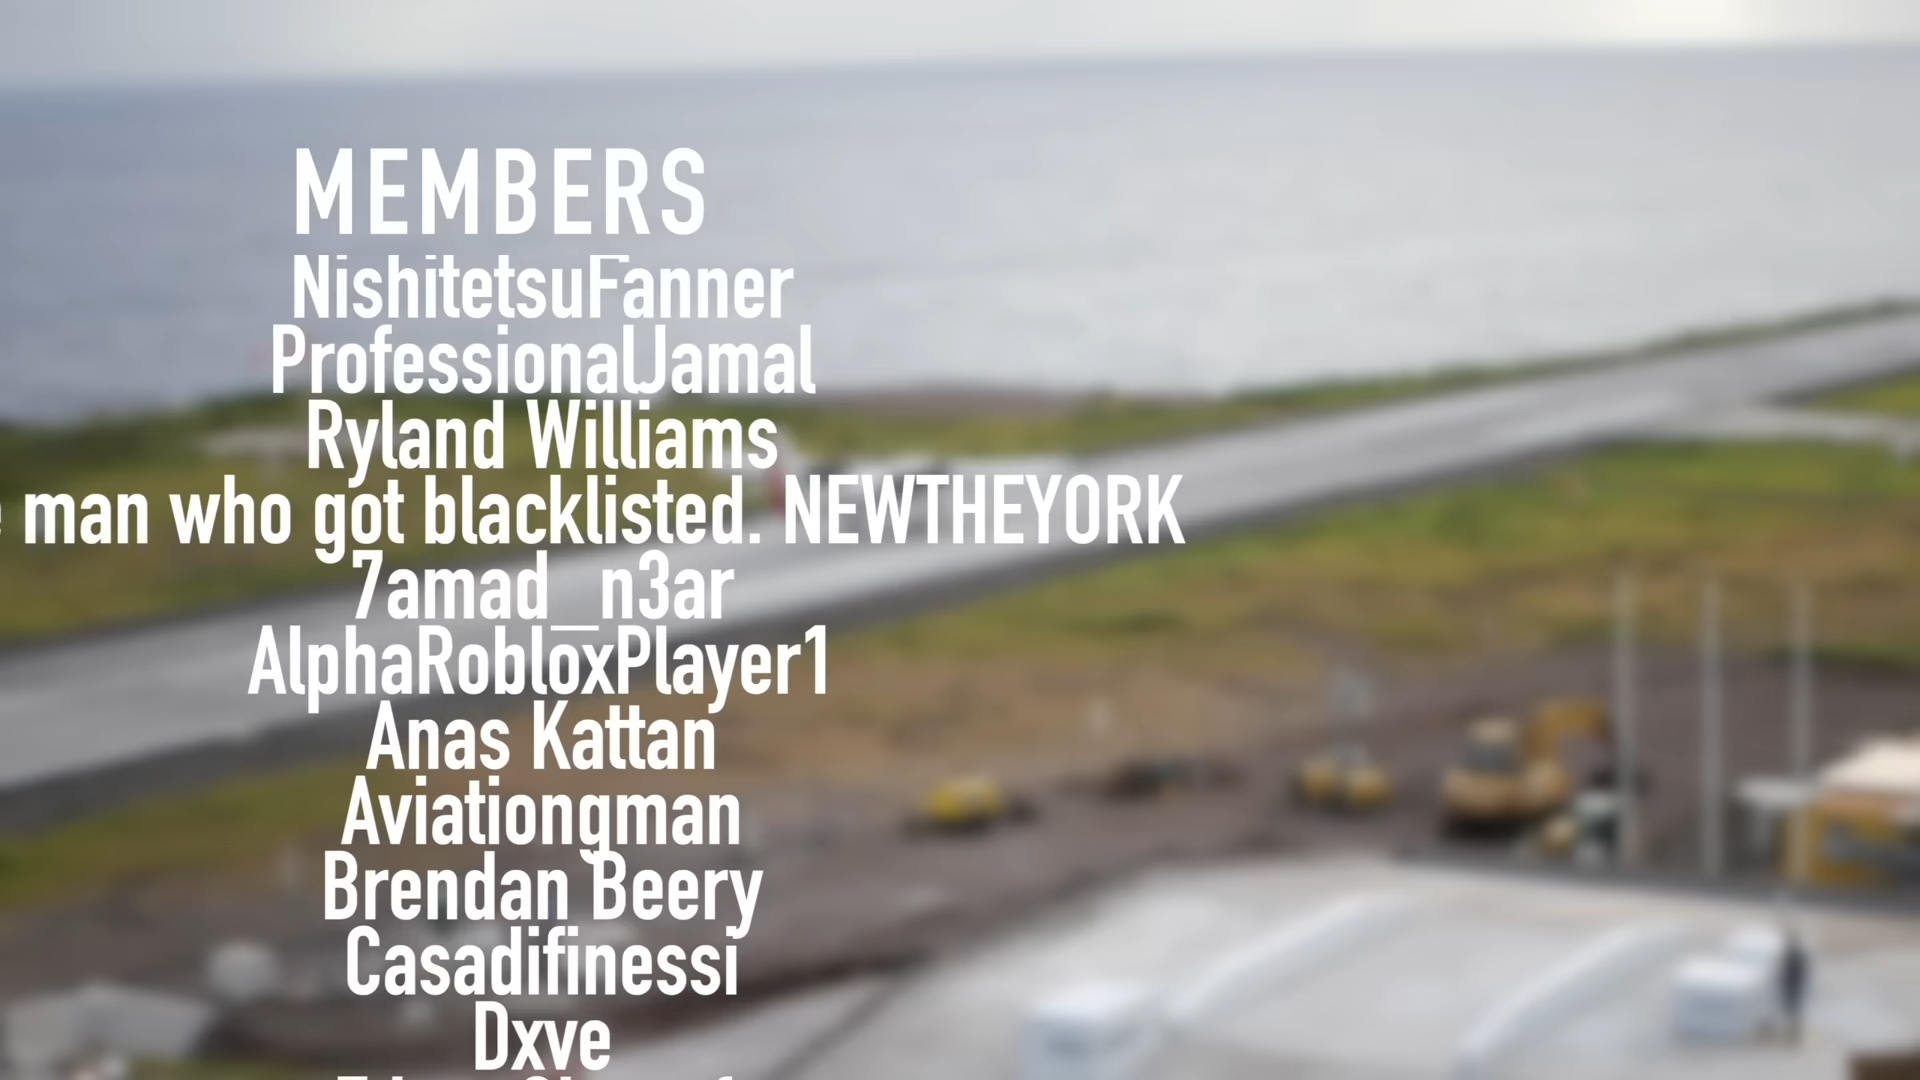 MEMBERS
NishitetsuFanner
ProfessionalJamal
Ryland Williams
man who got blacklisted. NEWTHEYORK
7amad_n3ar
AlphaRobloxPlayer1
Anas Kattan
Aviationgman
Brendan Beery
Casadifinessi
Dxve